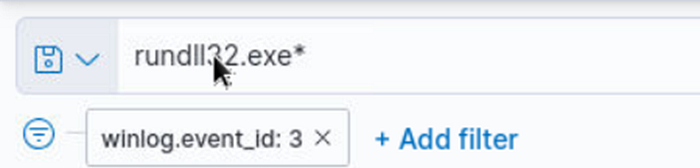 rundll32.exe*
winlog.event_id: 3 × + Add filter